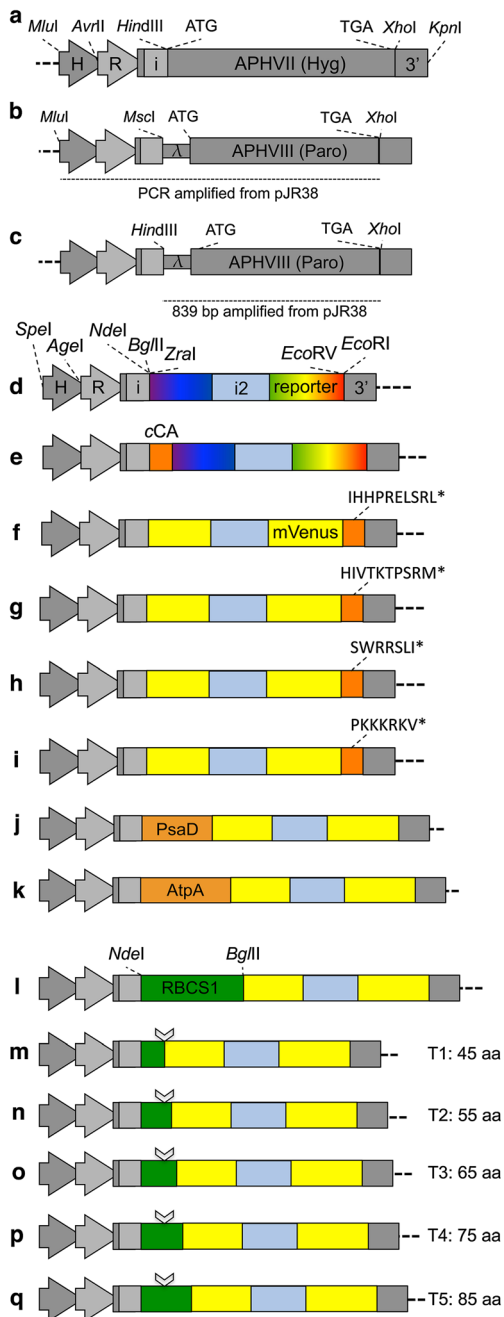 a
MluI AvrII HindIII ATG TGA XhoI KpnI
H R i APHVII (Hyg) 3’
b
MluI MscI ATG TGA XhoI
λ APHVIII (Paro)
PCR amplified from pJR38
c
HindIII ATG TGA XhoI
λ APHVIII (Paro)
839 bp amplified from pJR38
SpeI AgeI NdeI BglII ZraI EcoRV EcoRI
d H R i i2 reporter 3’
cCA
e
IHHPRELSRL*
f mVenus
HIVTKTPSRM*
g
SWRRSLI*
h
PKKKRKV*
i
j PsaD
k AtpA
NdeI BglII
l RBCS1
m T1: 45 aa
n T2: 55 aa
o T3: 65 aa
p T4: 75 aa
q T5: 85 aa